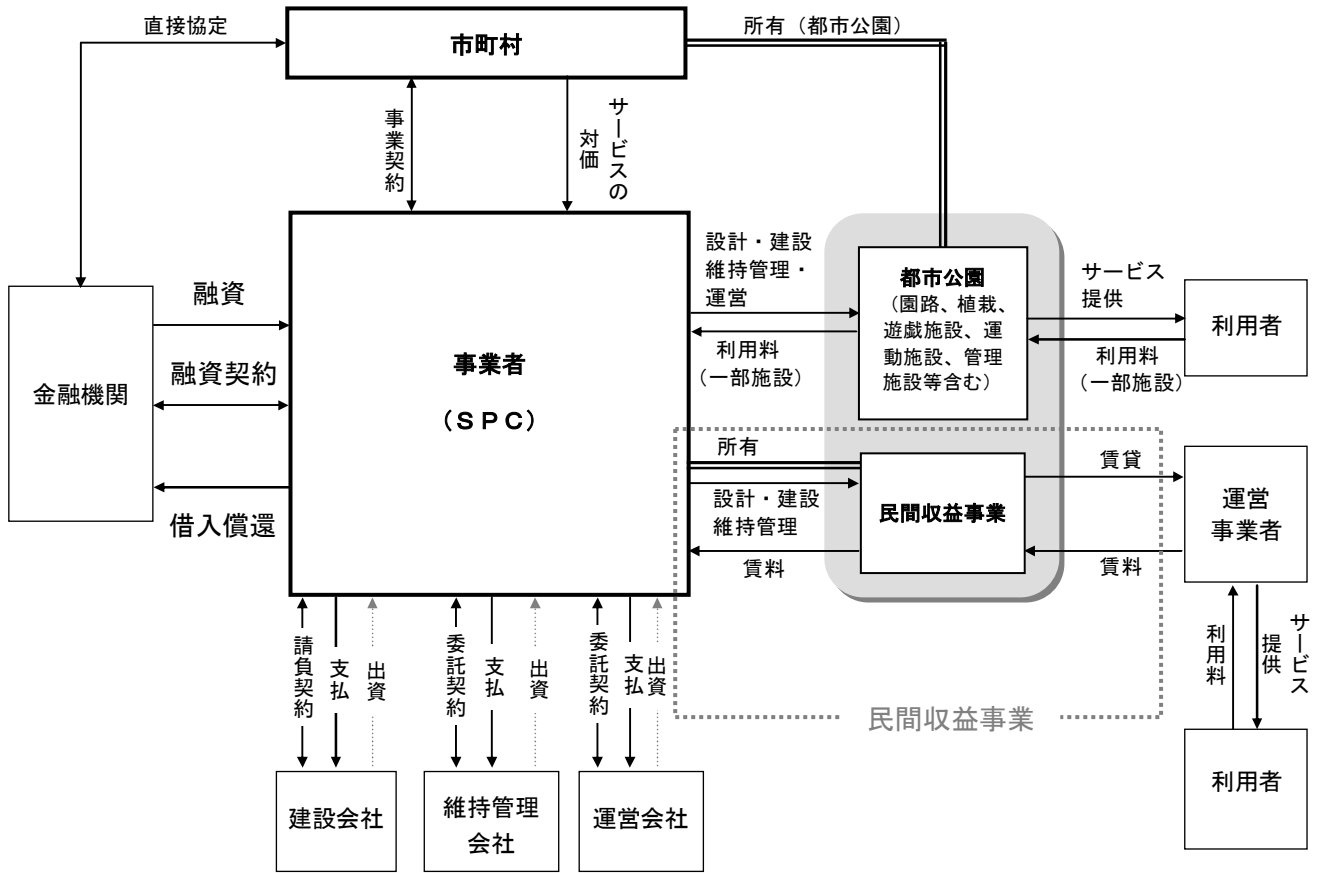 直接協定
市町村
所有（都市公園）
事業契約
サービスの
対価
金融機関
融資
融資契約
借入償還
事業者
（ＳＰＣ）
設計・建設
維持管理・
運営
利用料
（一部施設）
都市公園
（園路、植栽、
遊戯施設、運
動施設、管理
施設等含む）
サービス
提供
利用料
（一部施設）
利用者
所有
設計・建設
維持管理
賃料
民間収益事業
賃貸
賃料
運営
事業者
利用料
サービス
提供
利用者
民間収益事業
請負契約
支払
出資
委託契約
支払
出資
委託契約
支払
出資
建設会社
維持管理
会社
運営会社